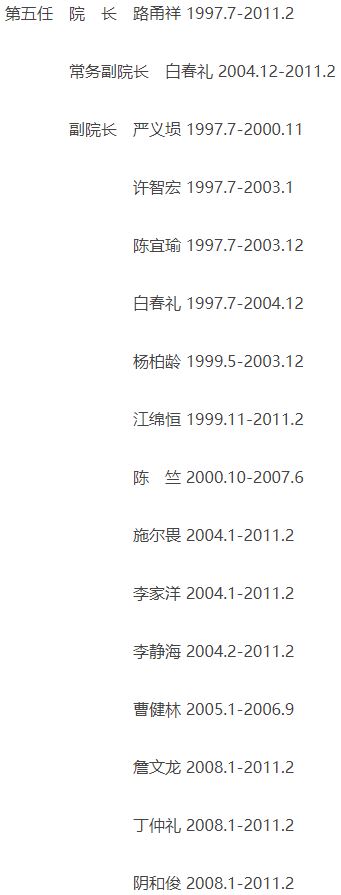 第五任　院　长　路甬祥 1997.7-2011.2
常务副院长　白春礼 2004.12-2011.2
副院长　严义埙 1997.7-2000.11
许智宏 1997.7-2003.1
陈宜瑜 1997.7-2003.12
白春礼 1997.7-2004.12
杨柏龄 1999.5-2003.12
江绵恒 1999.11-2011.2
陈　竺 2000.10-2007.6
施尔畏 2004.1-2011.2
李家洋 2004.1-2011.2
李静海 2004.2-2011.2
曹健林 2005.1-2006.9
詹文龙 2008.1-2011.2
丁仲礼 2008.1-2011.2
阴和俊 2008.1-2011.2